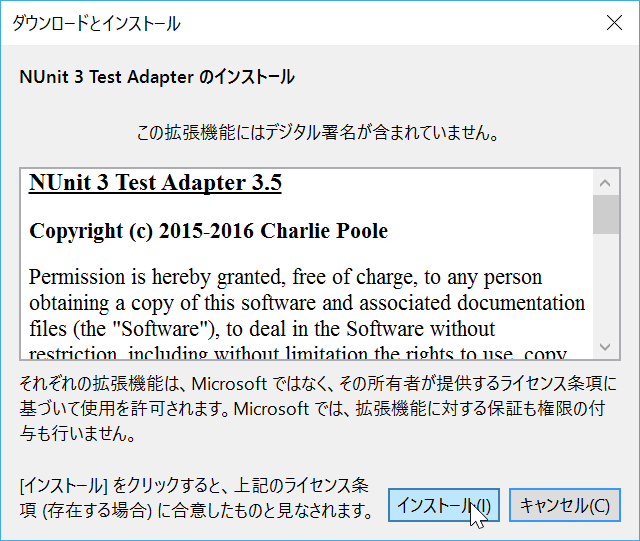 ダウンロードとインストール
NUnit 3 Test Adapter のインストール
この拡張機能にはデジタル署名が含まれていません。
NUnit 3 Test Adapter 3.5
Copyright (c) 2015-2016 Charlie Poole
Permission is hereby granted, free of charge, to any person
obtaining a copy of this software and associated documentation
files (the "Software"), to deal in the Software without
restriction, including without limitation the rights to use, copy,
それぞれの拡張機能は、Microsoft ではなく、その所有者が提供するライセンス条項に
基づいて使用を許可されます。Microsoft では、拡張機能に対する保証も権限の付
与も行いません。
[インストール] をクリックすると、上記のライセンス条
項 (存在する場合) に合意したものと見なされます。
インストール(I)
キャンセル(C)